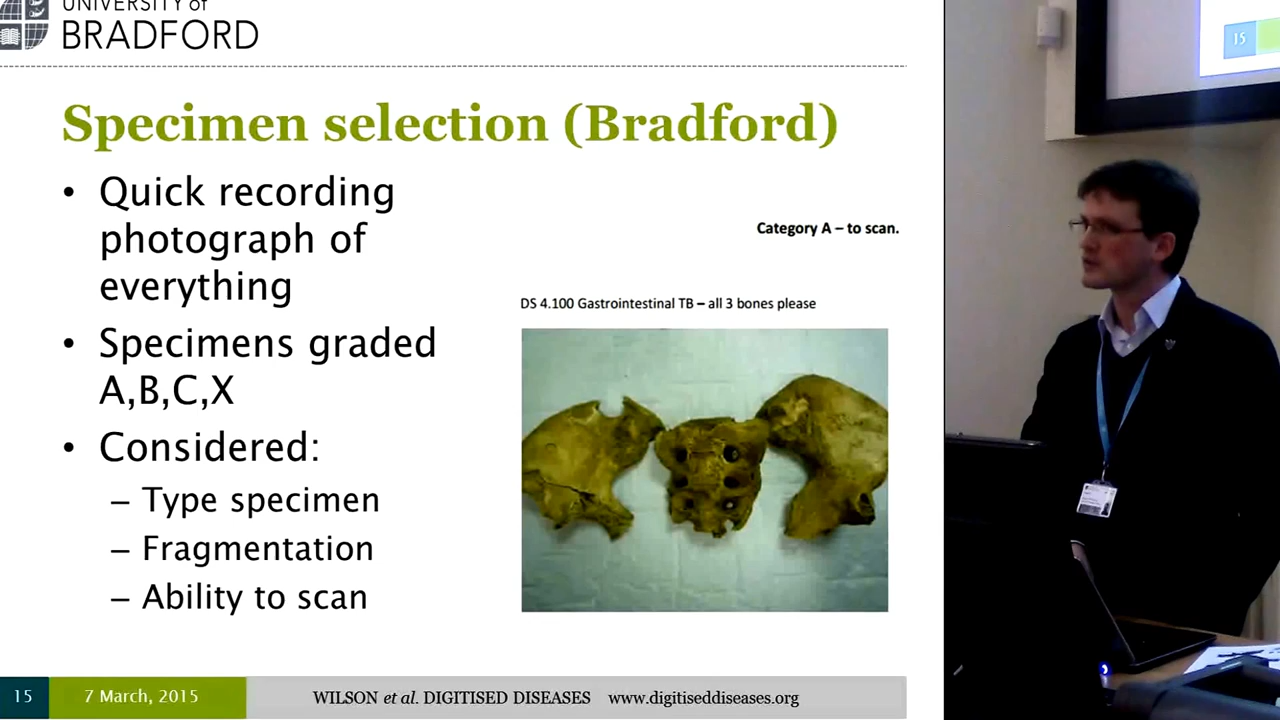 UNIVERSITY of
BRADFORD
Specimen selection (Bradford)
• Quick recording
photograph of
everything
• Specimens graded
A,B,C,X
• Considered:
– Type specimen
– Fragmentation
– Ability to scan
Category A – to scan.
DS 4.100 Gastrointestinal TB – all 3 bones please
15
7 March, 2015
WILSON et al. DIGITISED DISEASES www.digitiseddiseases.org
15